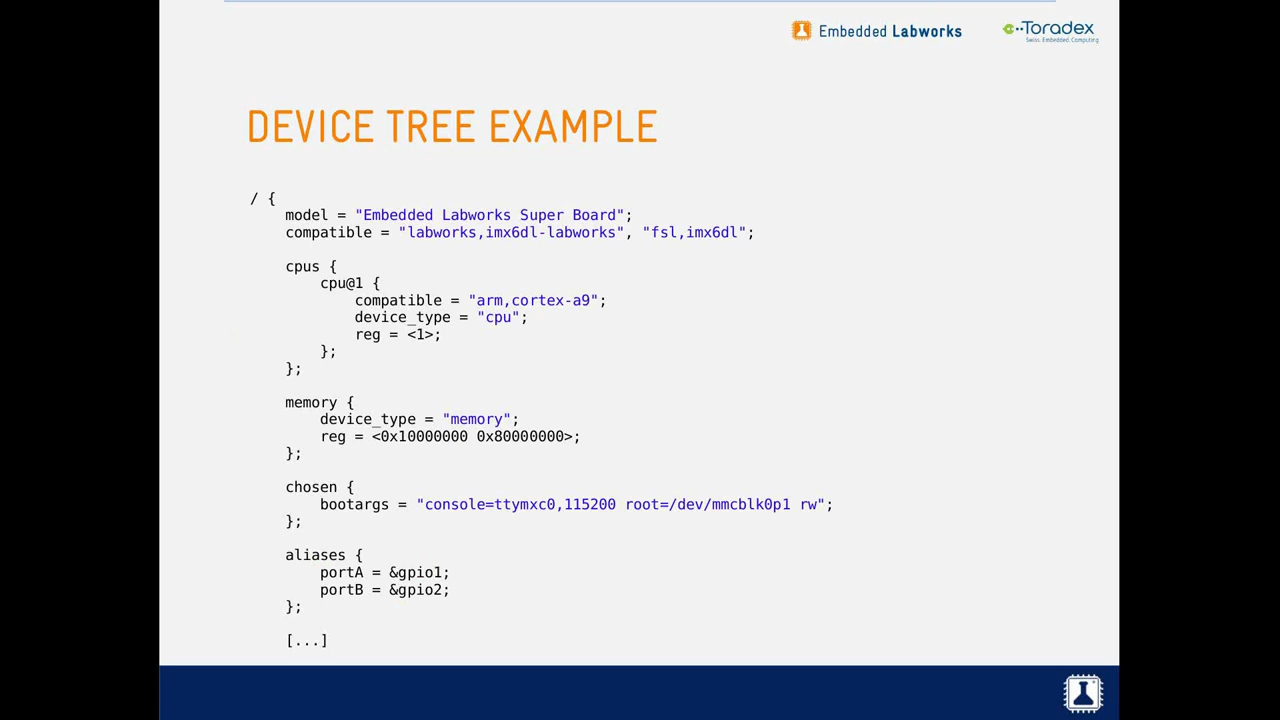 Embedded Labworks
Toradex
Swiss Embedded Computing
DEVICE TREE EXAMPLE
/ {
model = "Embedded Labworks Super Board";
compatible = "labworks,imx6dl-labworks", "fsl,imx6dl";
cpus {
cpu@1 {
compatible = "arm,cortex-a9";
device_type = "cpu";
reg = <1>;
};
};
memory {
device_type = "memory";
reg = <0x10000000 0x80000000>;
};
chosen {
bootargs = "console=ttymxc0,115200 root=/dev/mmcblk0p1 rw";
};
aliases {
portA = &gpio1;
portB = &gpio2;
};
[...]